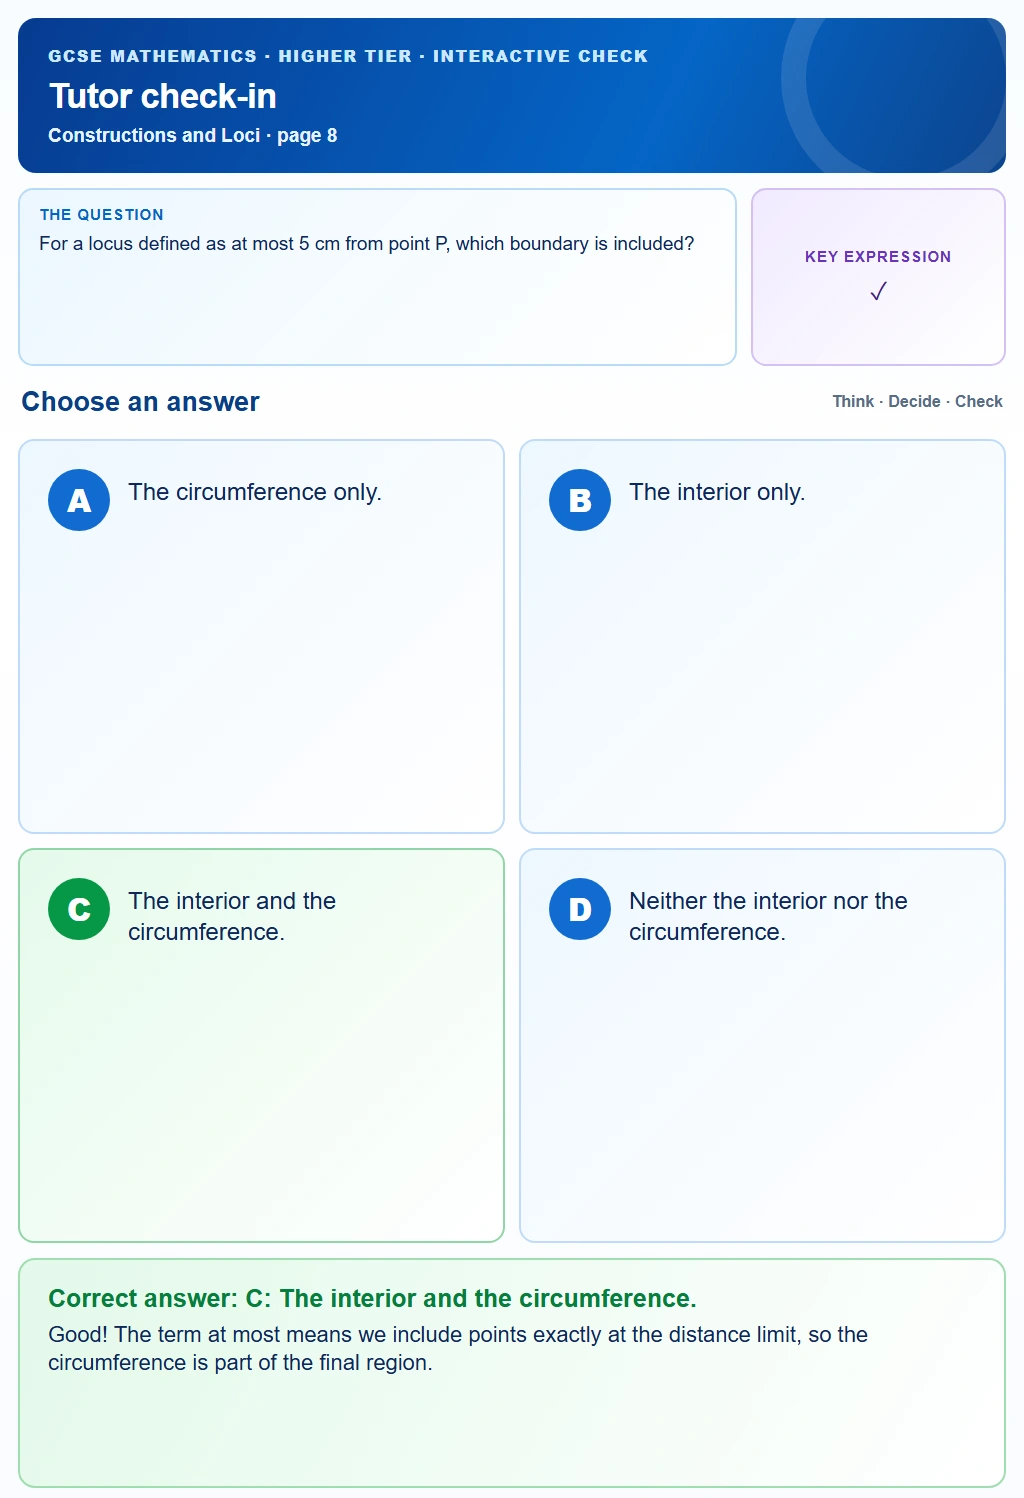 GCSE MATHEMATICS · HIGHER TIER · INTERACTIVE CHECK
Tutor check-in
Constructions and Loci · page 8
THE QUESTION
For a locus defined as at most 5 cm from point P, which boundary is included?
KEY EXPRESSION
✓
Choose an answer
Think · Decide · Check
A
The circumference only.
B
The interior only.
C
The interior and the
circumference.
D
Neither the interior nor the
circumference.
Correct answer: C: The interior and the circumference.
Good! The term at most means we include points exactly at the distance limit, so the
circumference is part of the final region.